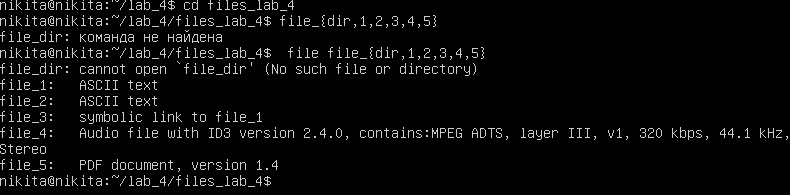 nikita@nikita:~/lab_4$ cd files_lab_4
nikita@nikita:~/lab_4/files_lab_4$ file_{dir,1,2,3,4,5}
file_dir: команда не найдена
nikita@nikita:~/lab_4/files_lab_4$  file file_{dir,1,2,3,4,5}
file_dir: cannot open `file_dir' (No such file or directory)
file_1:   ASCII text
file_2:   ASCII text
file_3:   symbolic link to file_1
file_4:   Audio file with ID3 version 2.4.0, contains:MPEG ADTS, layer III, v1, 320 kbps, 44.1 kHz,
Stereo
file_5:   PDF document, version 1.4
nikita@nikita:~/lab_4/files_lab_4$